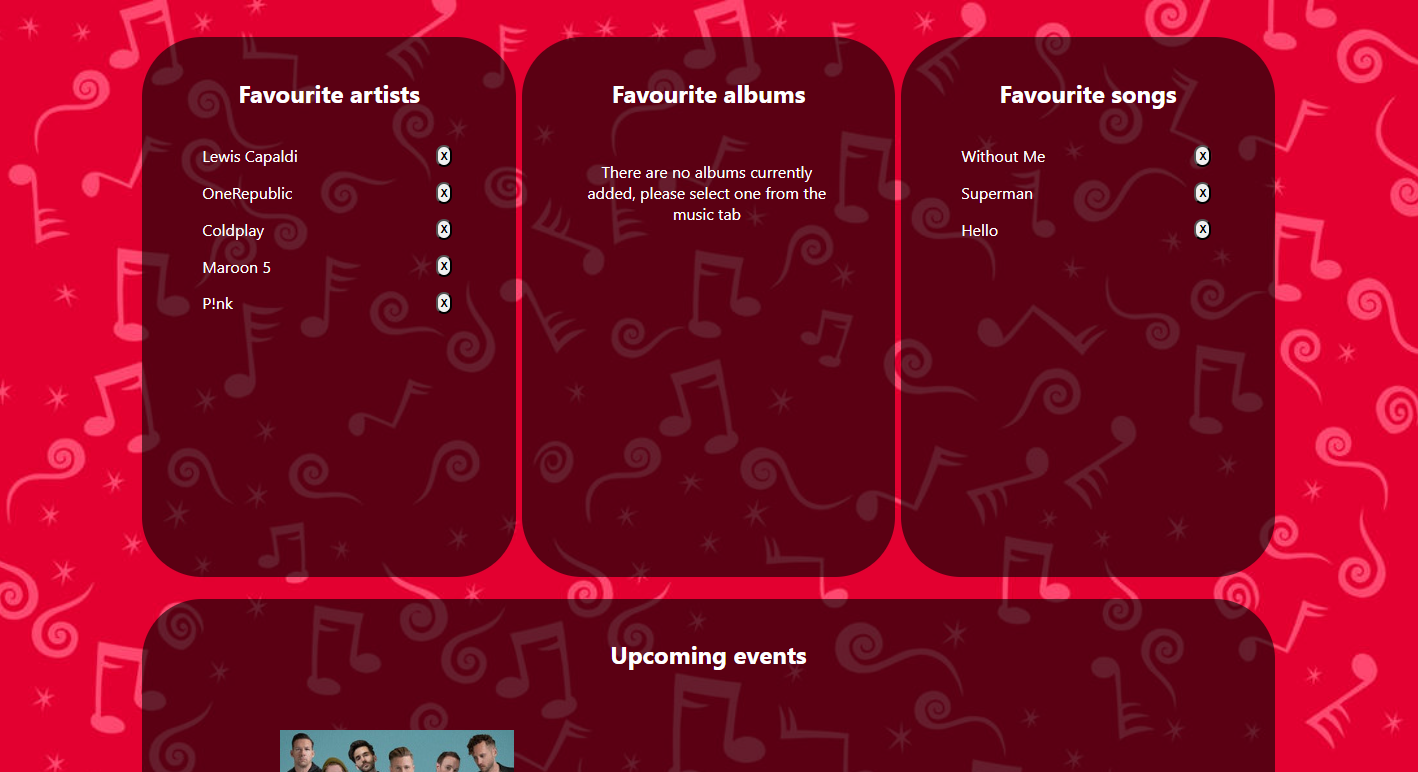 Favourite artists
Lewis Capaldi X
OneRepublic X
Coldplay X
Maroon 5 X
P!nk X
Favourite albums
There are no albums currently
added, please select one from the
music tab
Favourite songs
Without Me X
Superman X
Hello X
Upcoming events